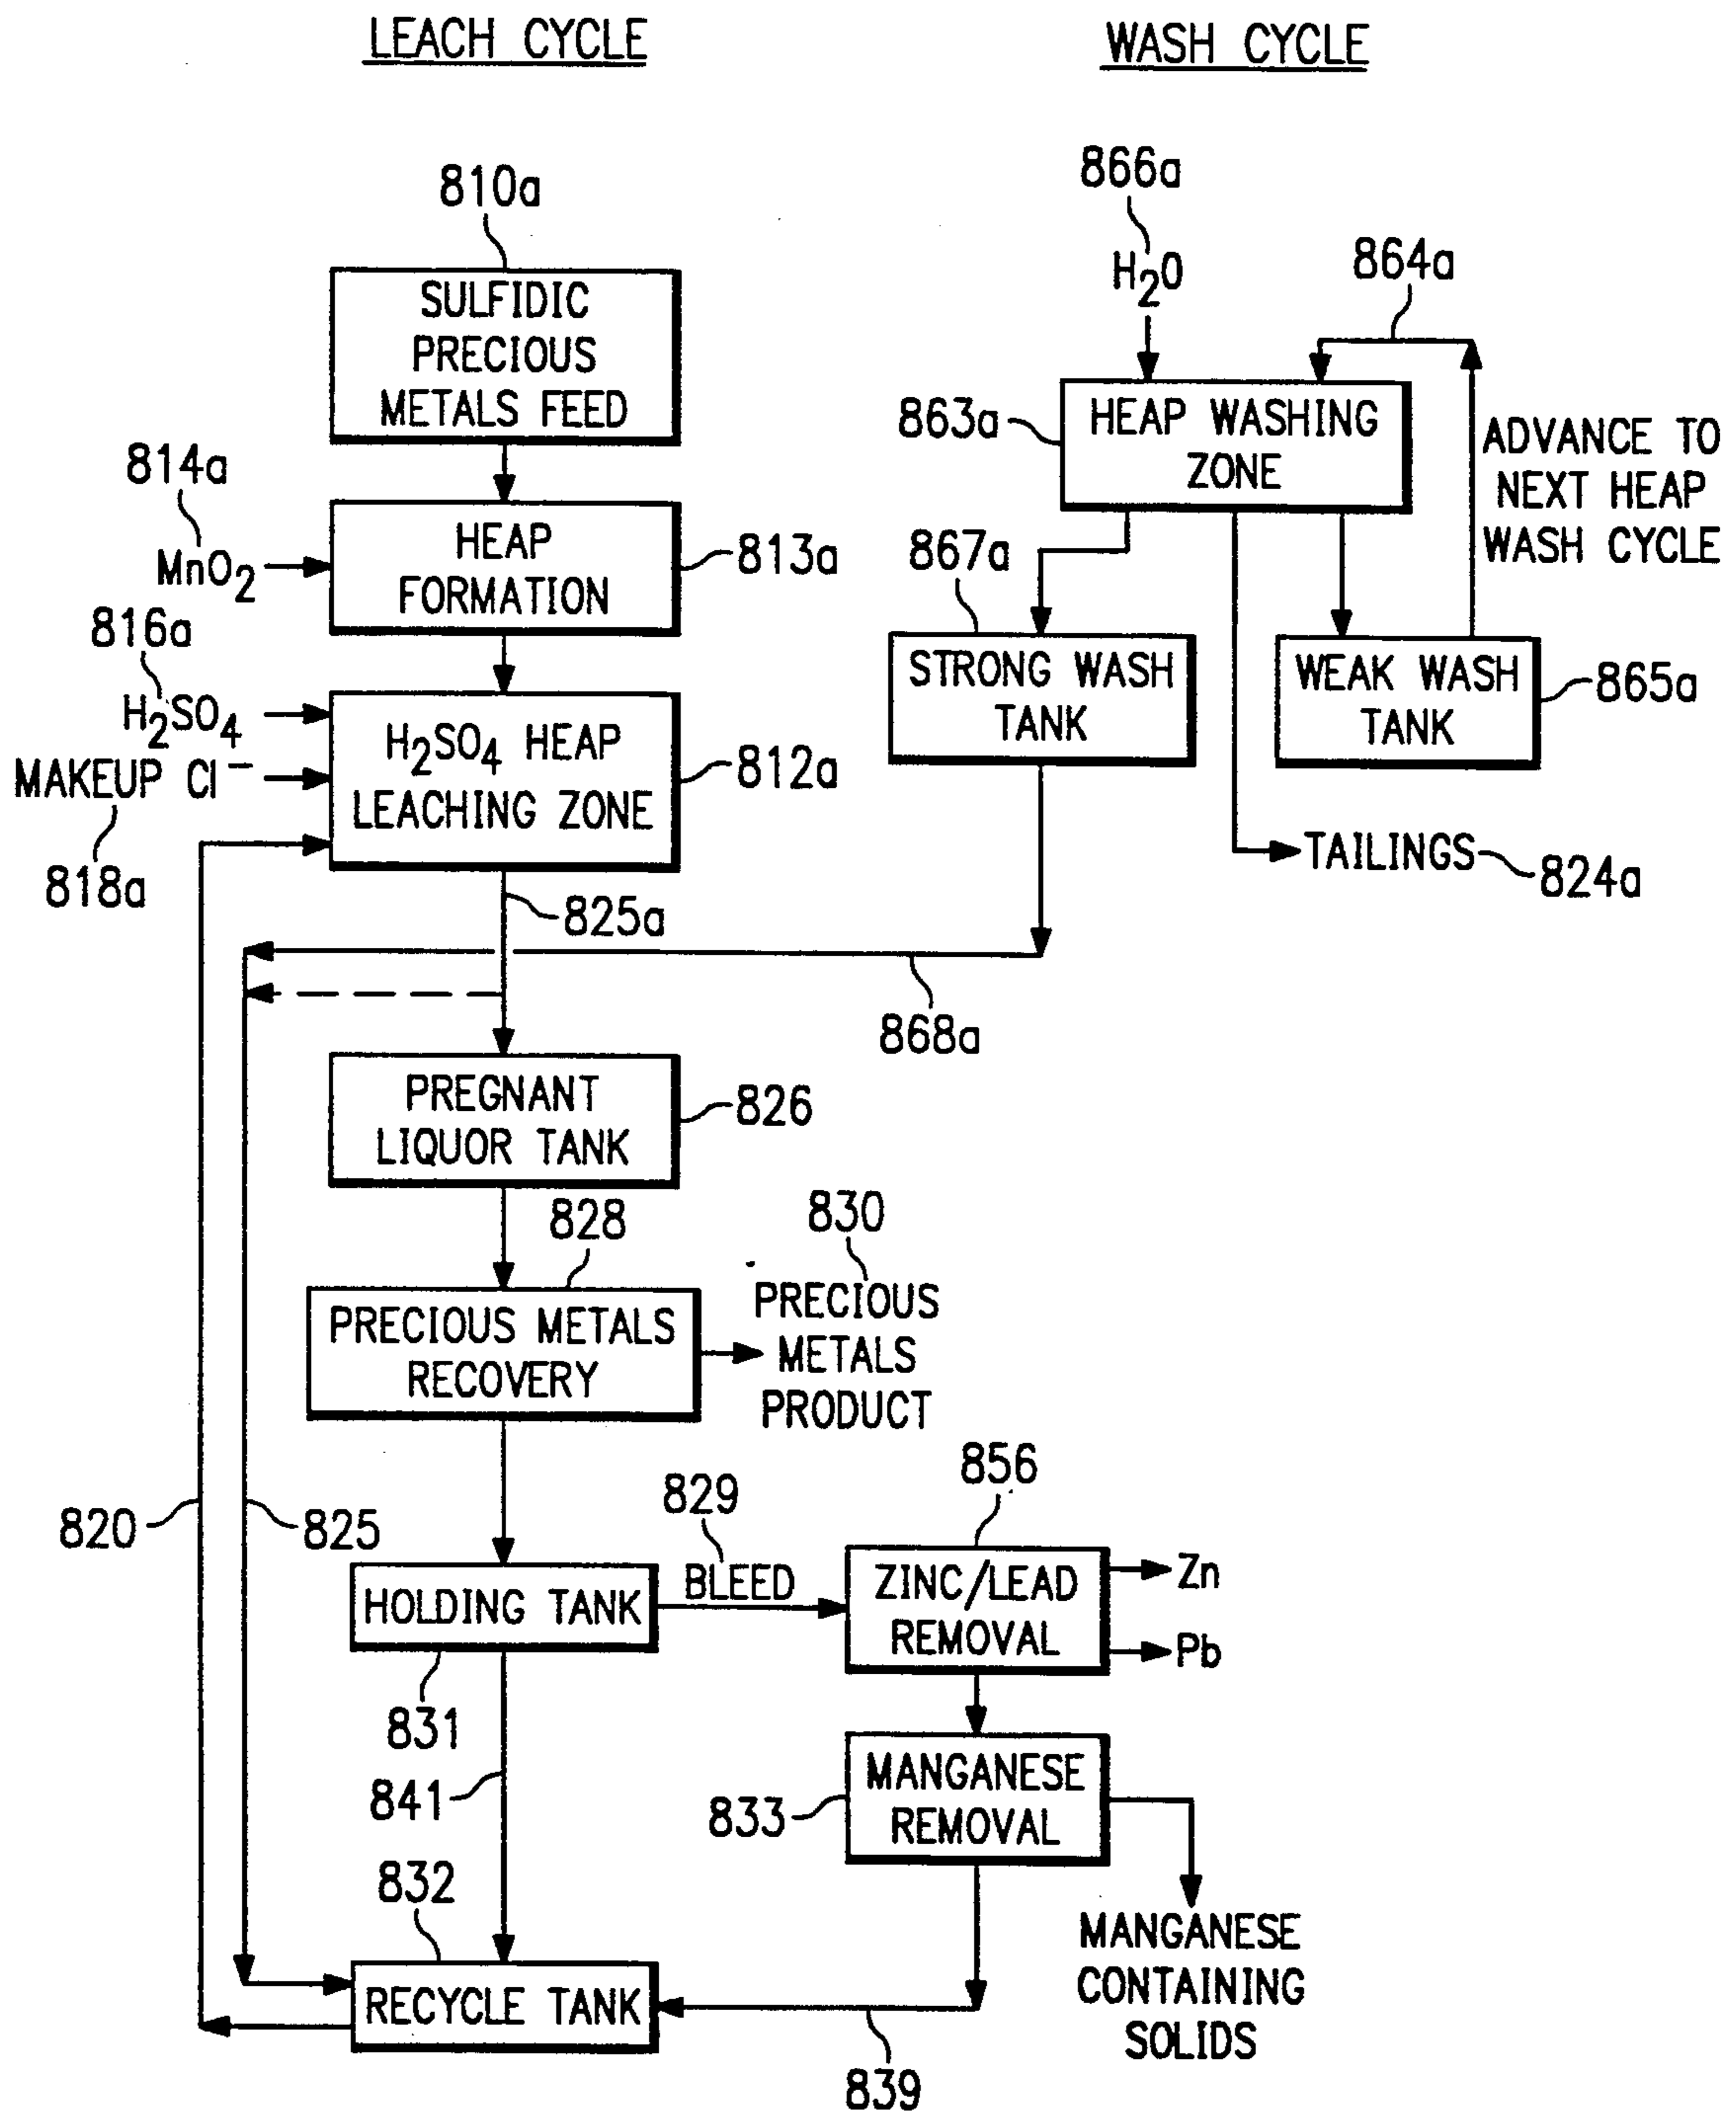 LEACH CYCLE
WASH CYCLE
810a
SULFIDIC
PRECIOUS
METALS FEED
814a
MnO2
HEAP
FORMATION
813a
816a
H2SO4
MAKEUP Cl−
818a
H2SO4 HEAP
LEACHING ZONE
812a
825a
866a
H2O
864a
863a
HEAP WASHING
ZONE
ADVANCE TO
NEXT HEAP
WASH CYCLE
867a
STRONG WASH
TANK
WEAK WASH
TANK
865a
TAILINGS
824a
868a
PREGNANT
LIQUOR TANK
826
828
PRECIOUS METALS
RECOVERY
830
PRECIOUS
METALS
PRODUCT
820
825
HOLDING TANK
831
829
BLEED
856
ZINC/LEAD
REMOVAL
Zn
Pb
841
833
MANGANESE
REMOVAL
832
RECYCLE TANK
839
MANGANESE
CONTAINING
SOLIDS